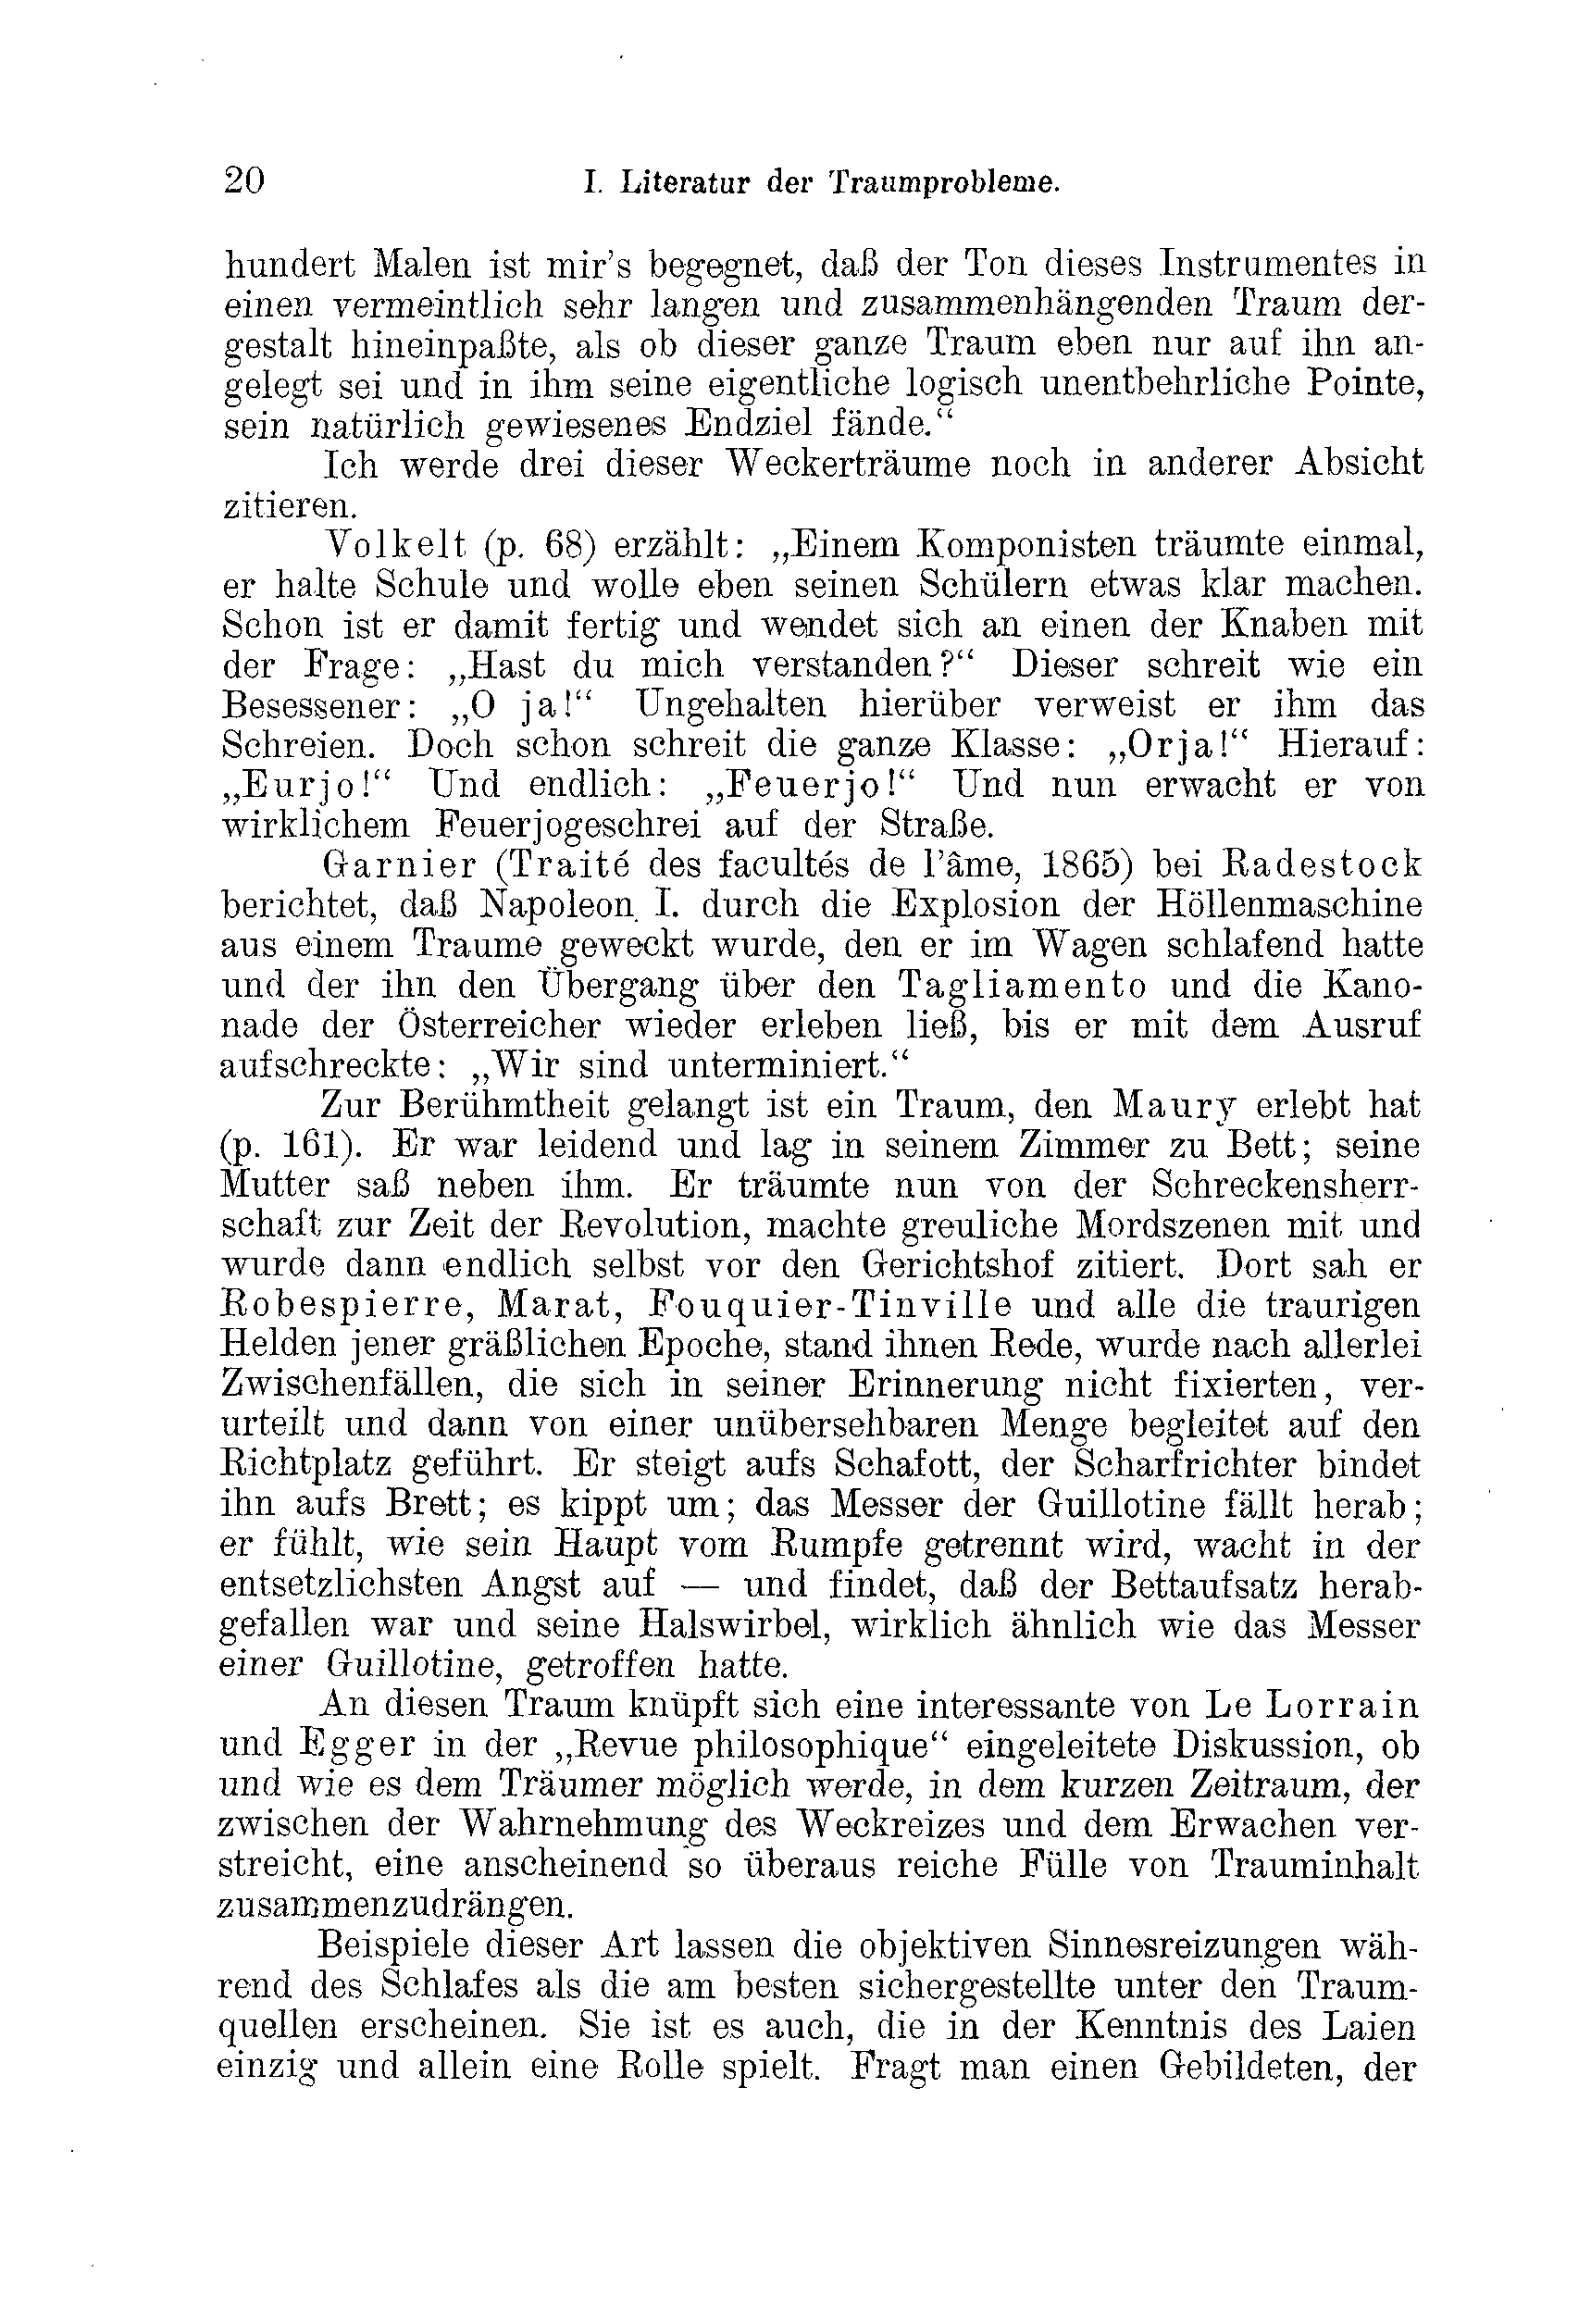 20 I. Literatur der Traumprobleme.
hundert Malen ist mir's begegnet, daß der Ton dieses Instrumentes in
einen vermeintlich sehr langen und zusammenhängenden Traum der-
gestalt hineinpaßte, als ob dieser ganze Traum eben nur auf ihn an-
gelegt sei und in ihm seine eigentliche logisch unentbehrliche Pointe,
sein natürlich gewiesenes Endziel fände.“
Ich werde drei dieser Weckerträume noch in anderer Absicht
zitieren.
Volkelt (p. 68) erzählt: „Einem Komponisten träumte einmal,
er halte Schule und wolle eben seinen Schülern etwas klar machen.
Schon ist er damit fertig und wendet sich an einen der Knaben mit
der Frage: „Hast du mich verstanden?“ Dieser schreit wie ein
Besessener: „O ja!“ Ungehalten hierüber verweist er ihm das
Schreien. Doch schon schreit die ganze Klasse: „Orja!“ Hierauf:
„Eurjo!“ Und endlich: „Feuerjo!“ Und nun erwacht er von
wirklichem Feuerjogeschrei auf der Straße.
Garnier (Traité des facultés de l'âme, 1865) bei Radestock
berichtet, daß Napoleon I. durch die Explosion der Höllenmaschine
aus einem Traume geweckt wurde, den er im Wagen schlafend hatte
und der ihn den Übergang über den Tagliamento und die Kano-
nade der Österreicher wieder erleben ließ, bis er mit dem Ausruf
aufschreckte: „Wir sind unterminiert.“
Zur Berühmtheit gelangt ist ein Traum, den Maury erlebt hat
(p. 161). Er war leidend und lag in seinem Zimmer zu Bett; seine
Mutter saß neben ihm. Er träumte nun von der Schreckensherr-
schaft zur Zeit der Revolution, machte greuliche Mordszenen mit und
wurde dann endlich selbst vor den Gerichtshof zitiert. Dort sah er
Robespierre, Marat, Fouquier-Tinville und alle die traurigen
Helden jener gräßlichen Epoche, stand ihnen Rede, wurde nach allerlei
Zwischenfällen, die sich in seiner Erinnerung nicht fixierten, ver-
urteilt und dann von einer unübersehbaren Menge begleitet auf den
Richtplatz geführt. Er steigt aufs Schafott, der Scharfrichter bindet
ihn aufs Brett; es kippt um; das Messer der Guillotine fällt herab;
er fühlt, wie sein Haupt vom Rumpfe getrennt wird, wacht in der
entsetzlichsten Angst auf — und findet, daß der Bettaufsatz herab-
gefallen war und seine Halswirbel, wirklich ähnlich wie das Messer
einer Guillotine, getroffen hatte.
An diesen Traum knüpft sich eine interessante von Le Lorrain
und Egger in der „Revue philosophique“ eingeleitete Diskussion, ob
und wie es dem Träumer möglich werde, in dem kurzen Zeitraum, der
zwischen der Wahrnehmung des Weckreizes und dem Erwachen ver-
streicht, eine anscheinend so überaus reiche Fülle von Trauminhalt
zusammenzudrängen.
Beispiele dieser Art lassen die objektiven Sinnesreizungen wäh-
rend des Schlafes als die am besten sichergestellte unter den Traum-
quellen erscheinen. Sie ist es auch, die in der Kenntnis des Laien
einzig und allein eine Rolle spielt. Fragt man einen Gebildeten, der